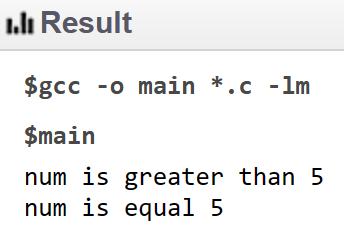 Result
$gcc -o main *.c -lm
$main
num is greater than 5
num is equal 5